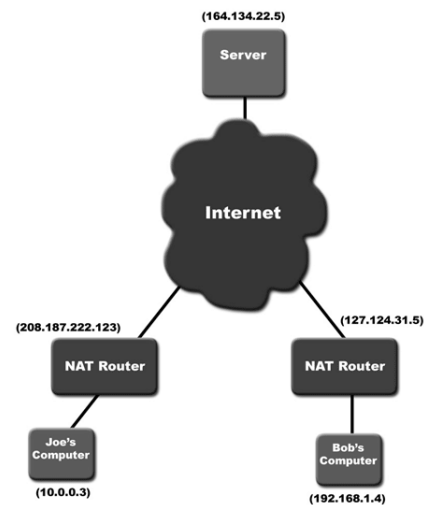 (164.134.22.5)
Server
Internet
(208.187.222.123)
(127.124.31.5)
NAT Router
NAT Router
Joe's
Computer
Bob's
Computer
(10.0.0.3)
(192.168.1.4)